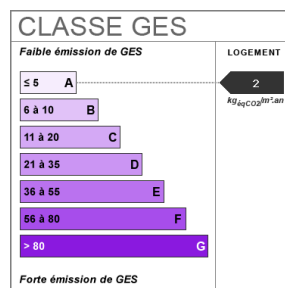 CLASSE GES
Faible émission de GES
LOGEMENT
≤ 5 A
2
kgéqCO2/m².an
6 à 10 B
11 à 20 C
21 à 35 D
36 à 55 E
56 à 80 F
> 80 G
Forte émission de GES